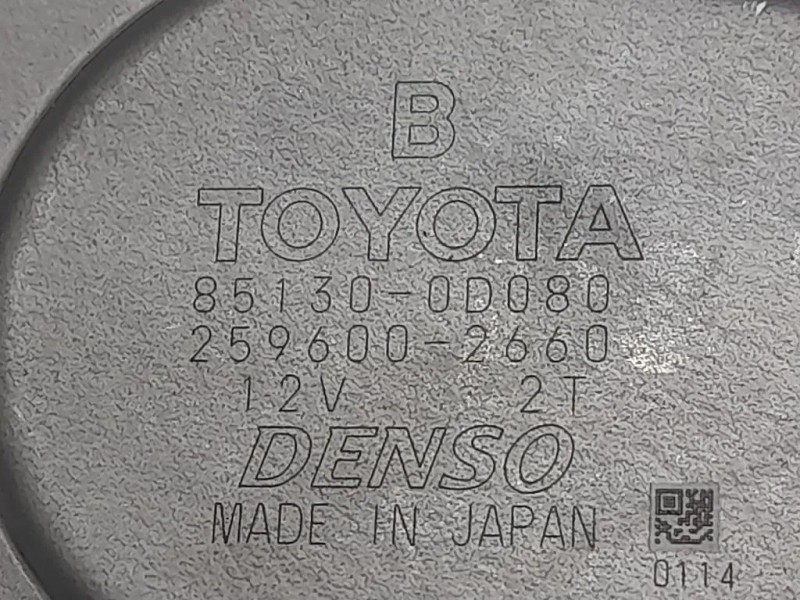 B
TOYOTA
85130-0D080
259600-2660
12V 2T
DENSO
MADE IN JAPAN
0114